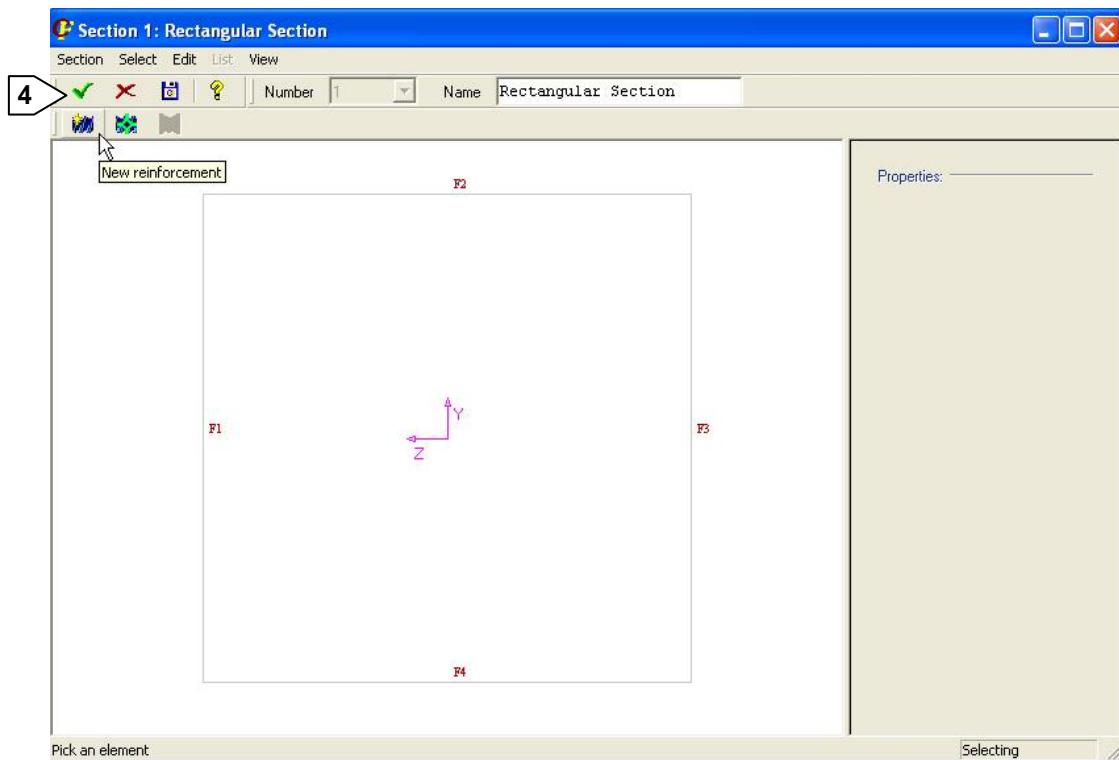 Section 1: Rectangular Section
Section Select Edit List View
4
Number 1 Name Rectangular Section
New reinforcement
F2
Properties:
Y
F1
F3
Z
F4
Pick an element
Selecting